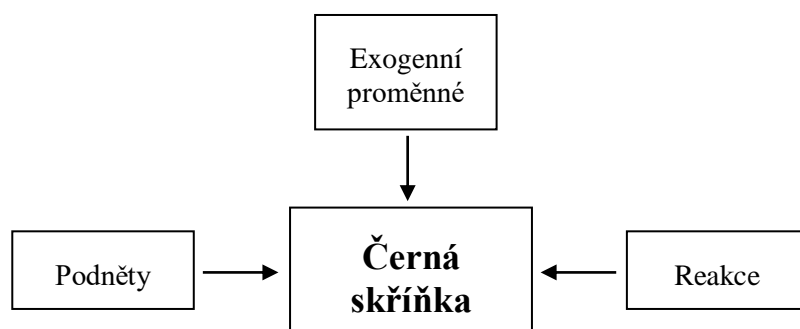 Exogenní
proměnné
Podněty
Černá
skříňka
Reakce